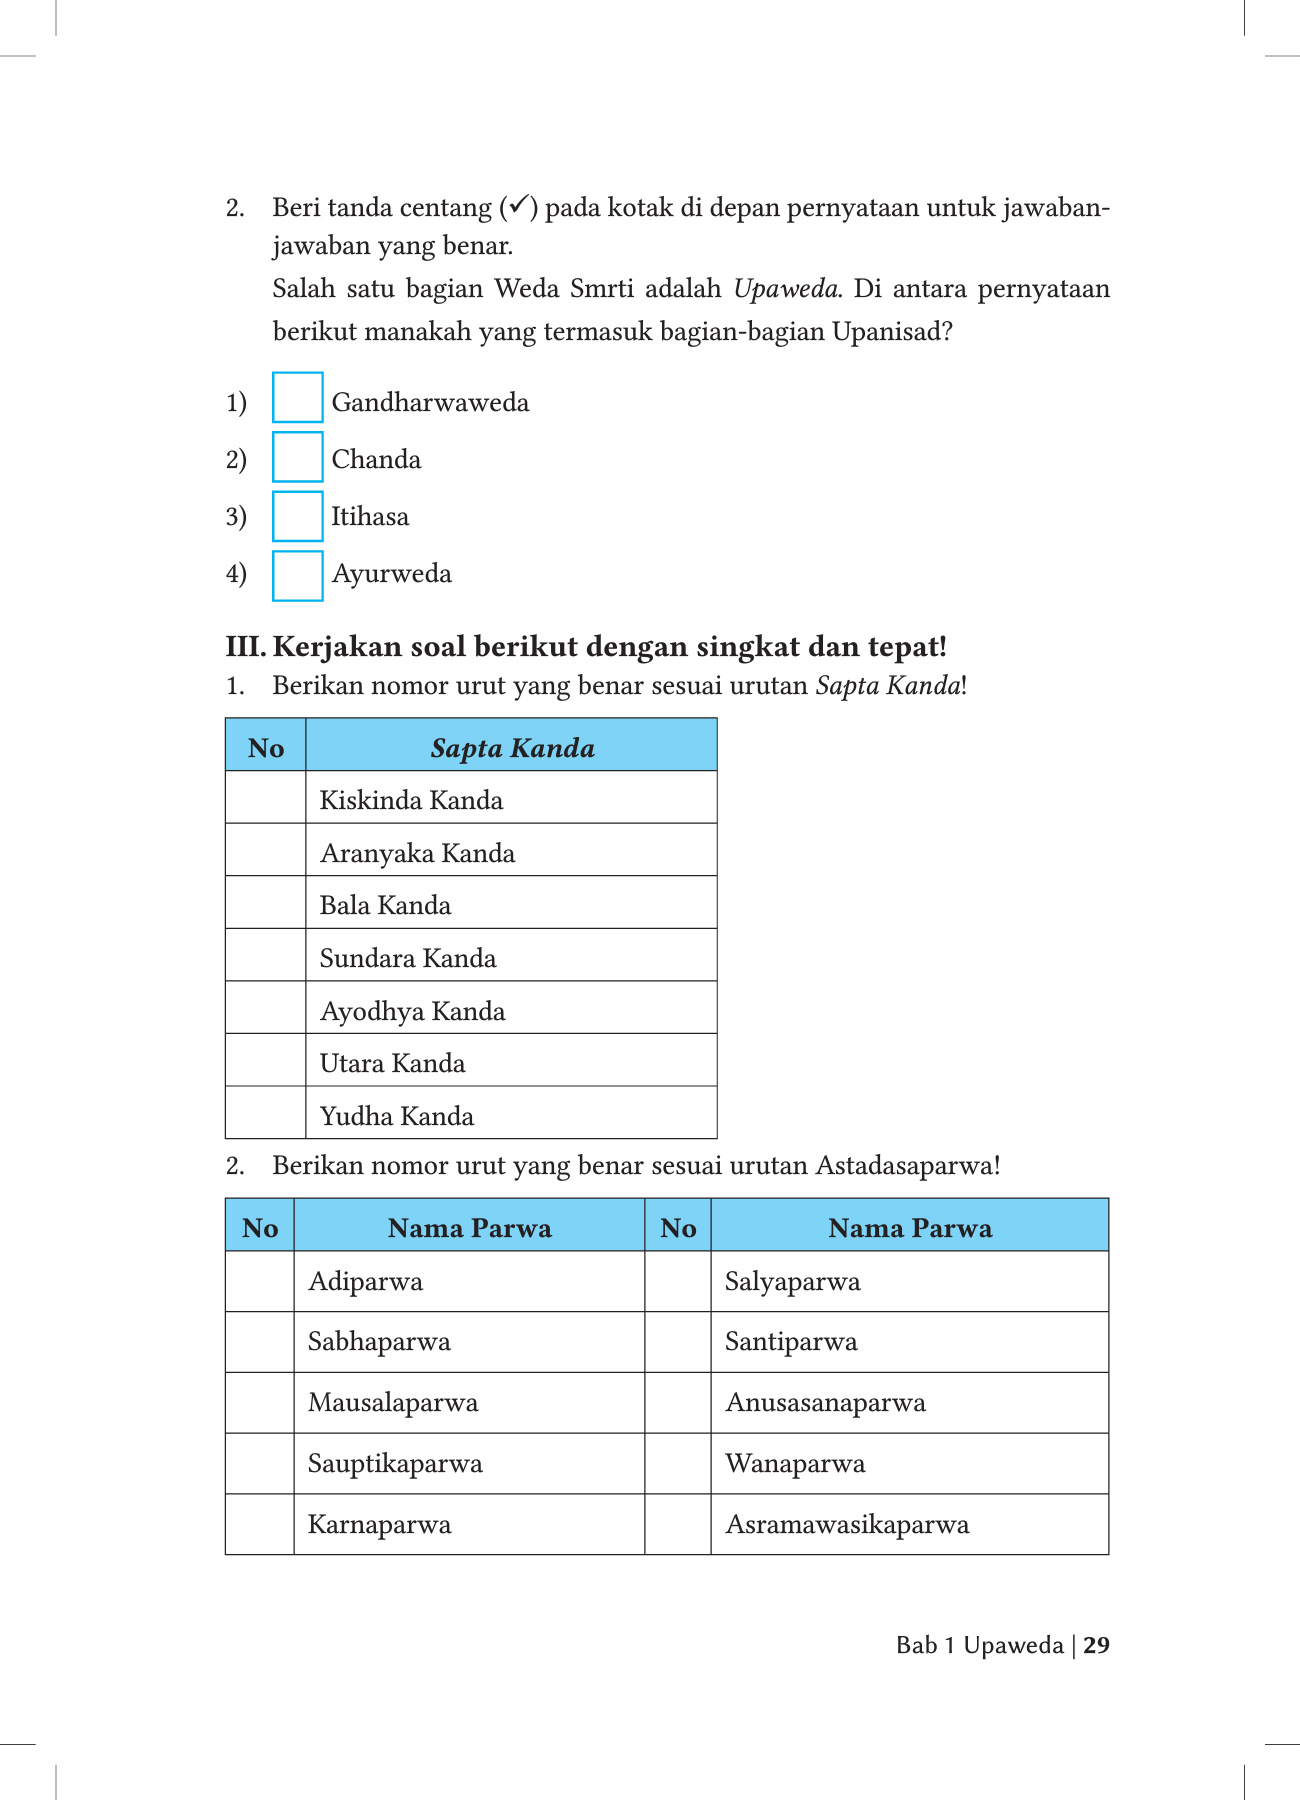 2. Beri tanda centang (✓) pada kotak di depan pernyataan untuk jawaban-
jawaban yang benar.
Salah satu bagian Weda Smrti adalah Upaweda. Di antara pernyataan
berikut manakah yang termasuk bagian-bagian Upanisad?
1) Gandharwaweda
2) Chanda
3) Itihasa
4) Ayurweda
III. Kerjakan soal berikut dengan singkat dan tepat!
1. Berikan nomor urut yang benar sesuai urutan Sapta Kanda!
No Sapta Kanda
Kiskinda Kanda
Aranyaka Kanda
Bala Kanda
Sundara Kanda
Ayodhya Kanda
Utara Kanda
Yudha Kanda
2. Berikan nomor urut yang benar sesuai urutan Astadasaparwa!
No Nama Parwa No Nama Parwa
Adiparwa Salyaparwa
Sabhaparwa Santiparwa
Mausalaparwa Anusasanaparwa
Sauptikaparwa Wanaparwa
Karnaparwa Asramawasikaparwa
Bab 1 Upaweda | 29